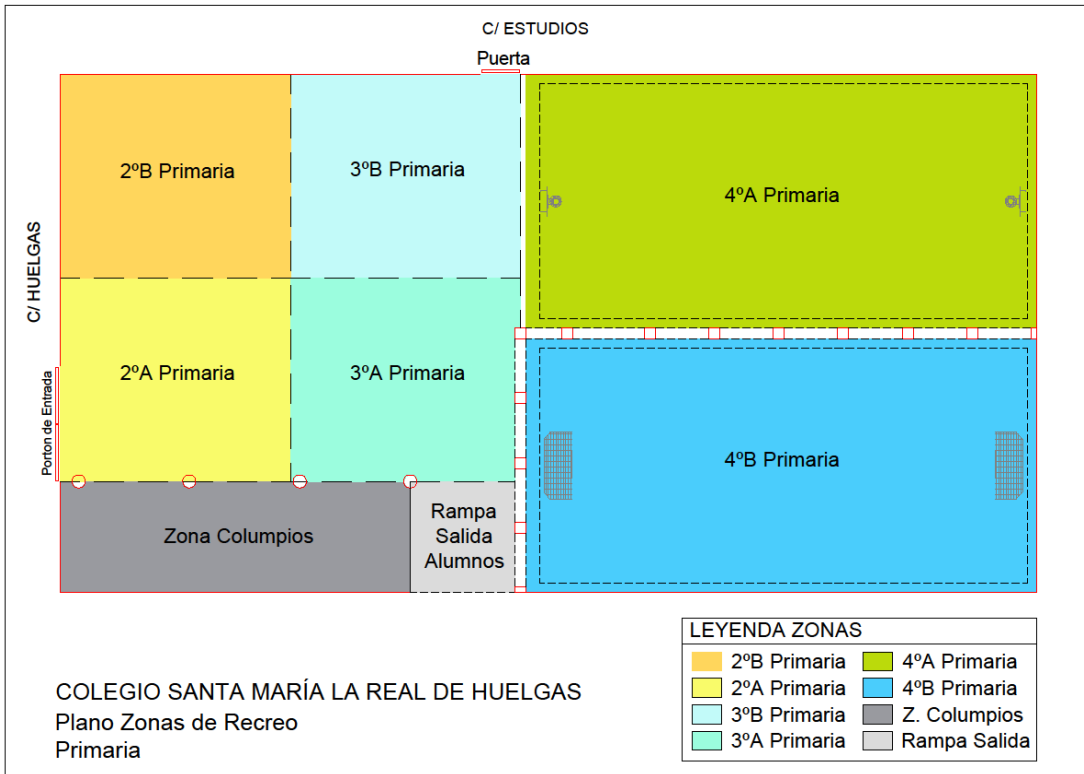 C/ ESTUDIOS
Puerta
2ºB Primaria
3ºB Primaria
4ºA Primaria
C/ HUELGAS
2ºA Primaria
3ºA Primaria
Porton de Entrada
4ºB Primaria
Zona Columpios
Rampa
Salida
Alumnos
LEYENDA ZONAS
2ºB Primaria
4ºA Primaria
2ºA Primaria
4ºB Primaria
3ºB Primaria
Z. Columpios
3ºA Primaria
Rampa Salida
COLEGIO SANTA MARÍA LA REAL DE HUELGAS
Plano Zonas de Recreo
Primaria